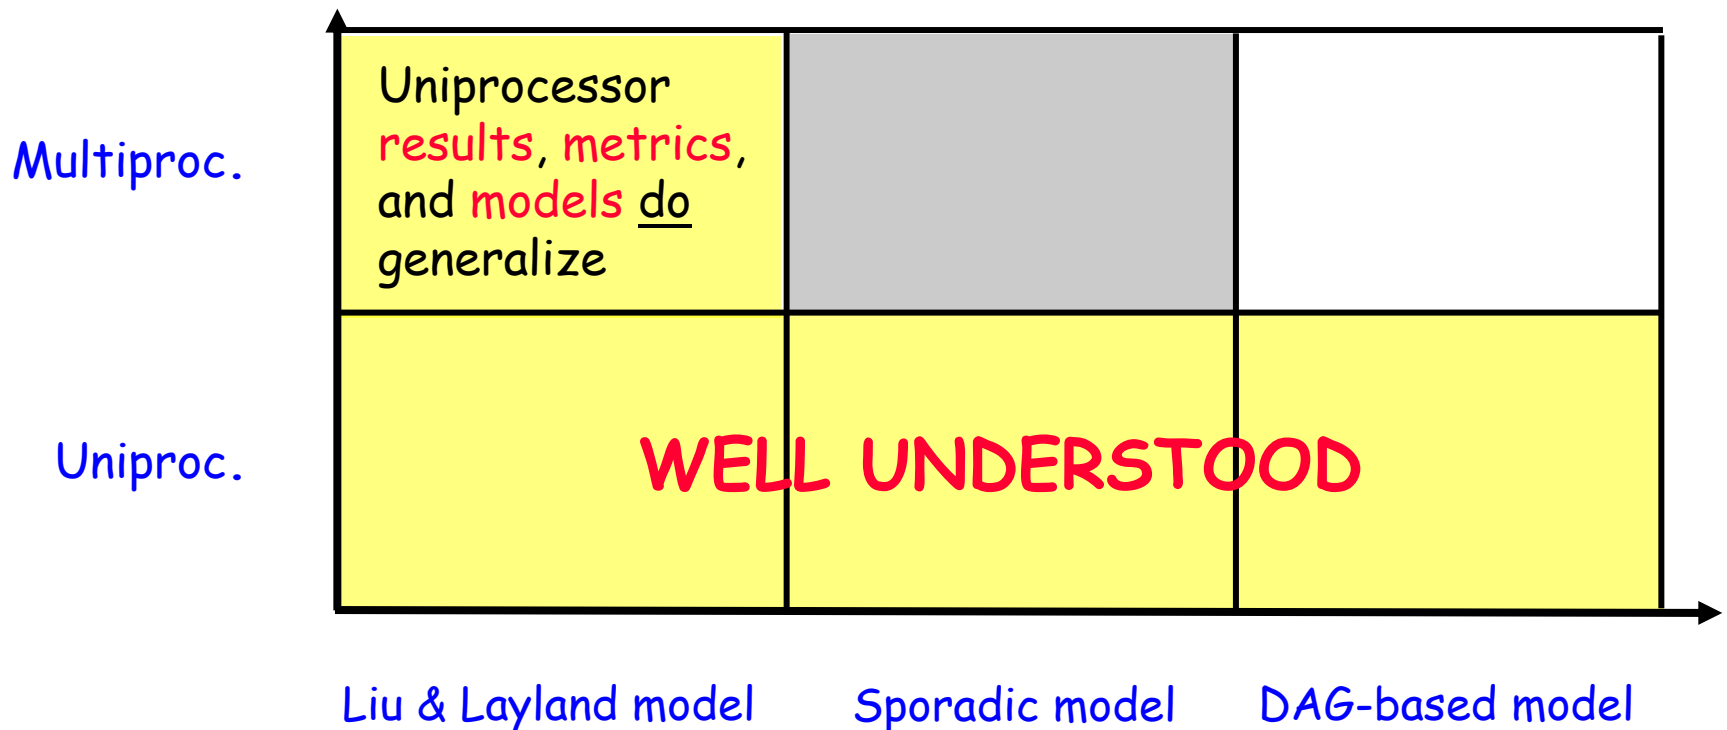 Uniprocessor
results, metrics,
and models do
generalize
Multiproc.
Uniproc.
WELL UNDERSTOOD
Liu & Layland model
Sporadic model
DAG-based model